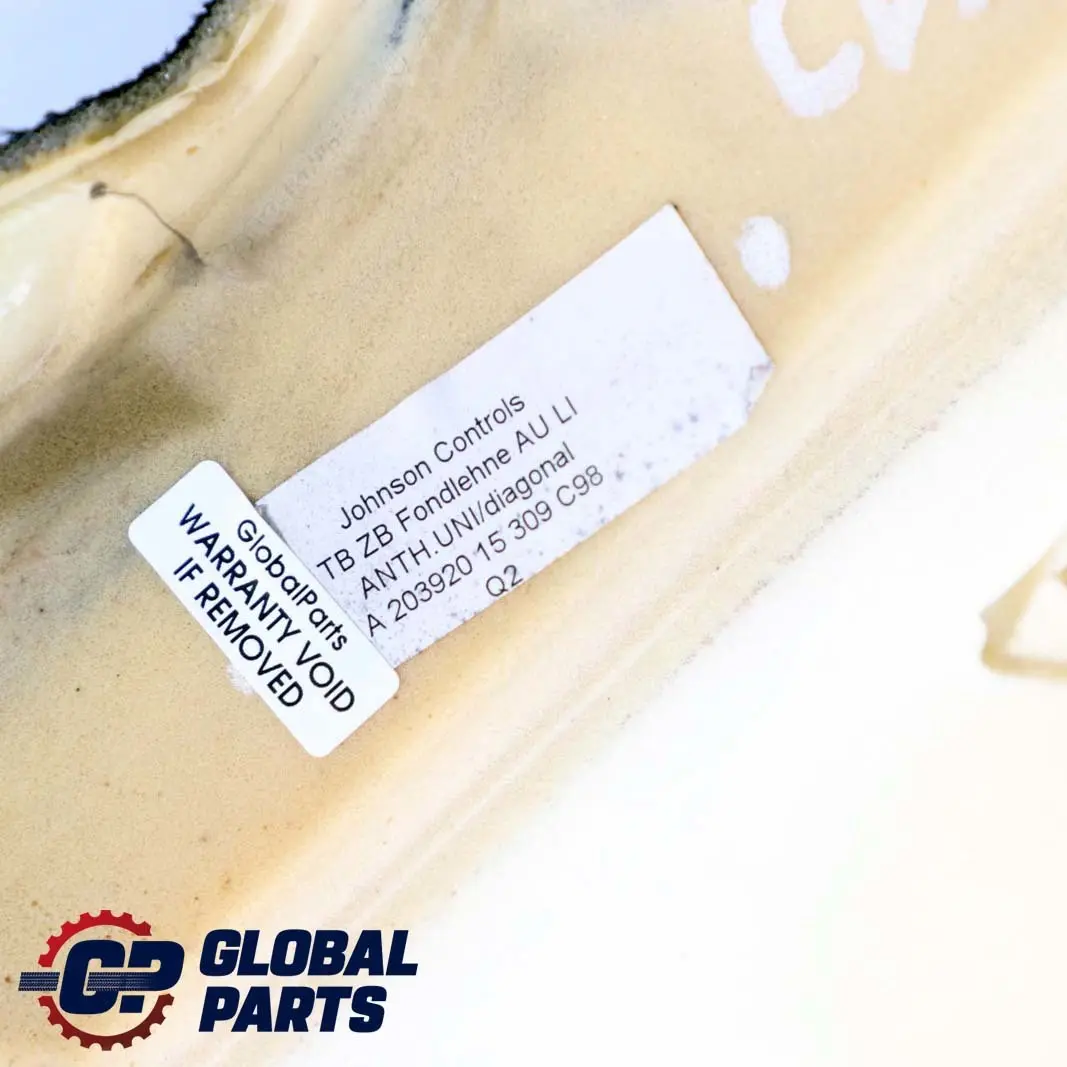 Johnson Controls
TB ZB Fondlehne AU LI
ANTH.UNI/diagonal
A 203920 15 309 C98
Q2
GlobalParts
WARRANTY VOID
IF REMOVED
GP GLOBAL
PARTS